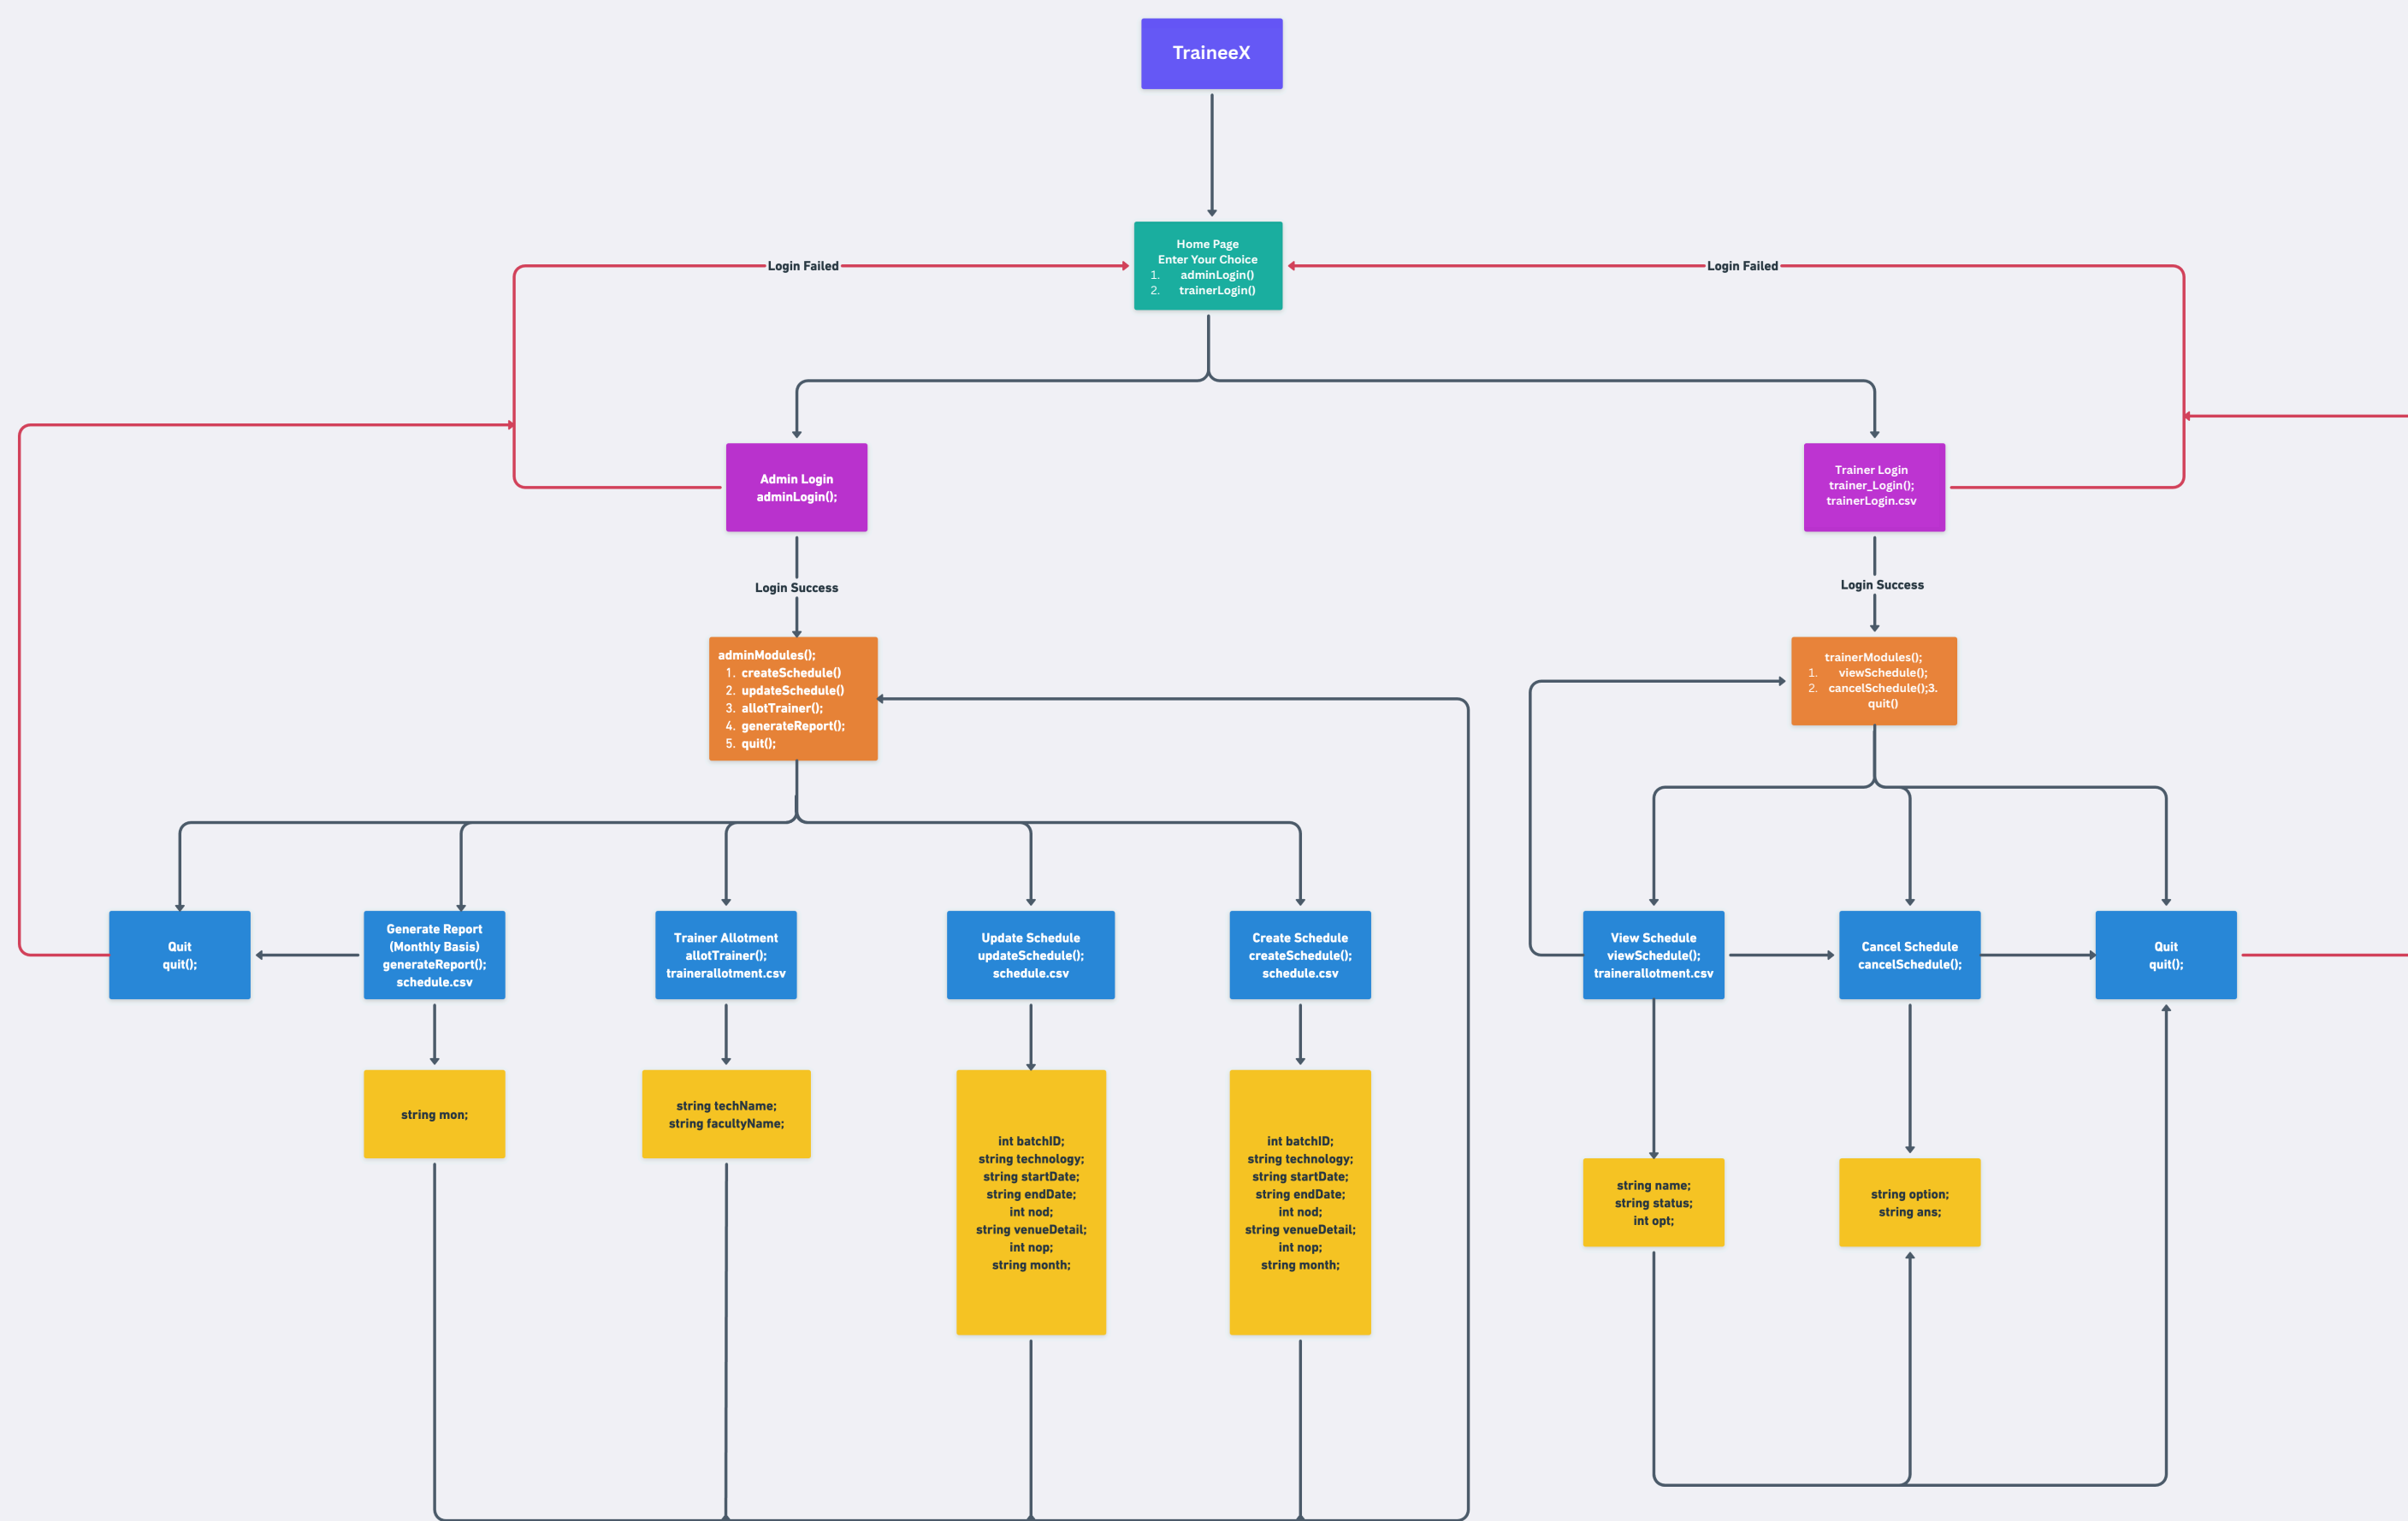 TraineeX
Home Page
Enter Your Choice
1. adminLogin()
2. trainerLogin()
Login Failed
Login Failed
Admin Login
adminLogin();
Trainer Login
trainer_Login();
trainerLogin.csv
Login Success
Login Success
adminModules();
1. createSchedule()
2. updateSchedule()
3. allotTrainer();
4. generateReport();
5. quit();
trainerModules();
1. viewSchedule();
2. cancelSchedule();3.
quit()
Quit
quit();
Generate Report
(Monthly Basis)
generateReport();
schedule.csv
Trainer Allotment
allotTrainer();
trainerallotment.csv
Update Schedule
updateSchedule();
schedule.csv
Create Schedule
createSchedule();
schedule.csv
View Schedule
viewSchedule();
trainerallotment.csv
Cancel Schedule
cancelSchedule();
Quit
quit();
string mon;
string techName;
string facultyName;
int batchID;
string technology;
string startDate;
string endDate;
int nod;
string venueDetail;
int nop;
string month;
int batchID;
string technology;
string startDate;
string endDate;
int nod;
string venueDetail;
int nop;
string month;
string name;
string status;
int opt;
string option;
string ans;